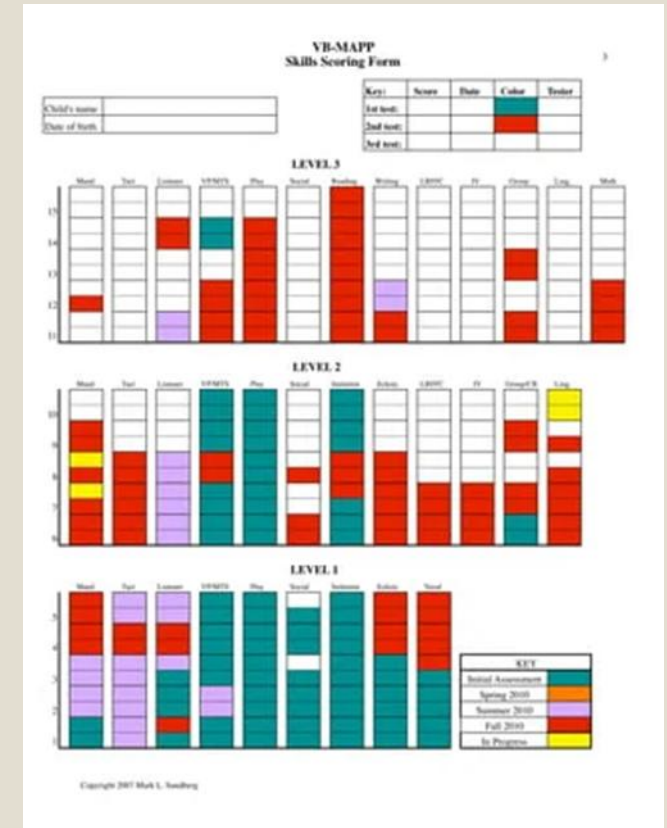 VB-MAPP
3
Skills Scoring Form
Key: Score Date Color Tester
Child's name 1st test:
Date of birth 2nd test:
3rd test:
LEVEL 3
Mand Tact Listener VP/MTS Play Social Reading Writing LRFFC IV Group Ling. Math
15
14
13
12
11
LEVEL 2
Mand Tact Listener VP/MTS Play Social Imitation Echoic LRFFC IV Group/CR Ling.
10
9
8
7
6
LEVEL 1
Mand Tact Listener VP/MTS Play Social Imitation Echoic Vocal
5
4
3
2
1
KEY
Initial Assessment
Spring 2010
Summer 2010
Fall 2010
In Progress
Copyright 2007 Mark L. Sundberg